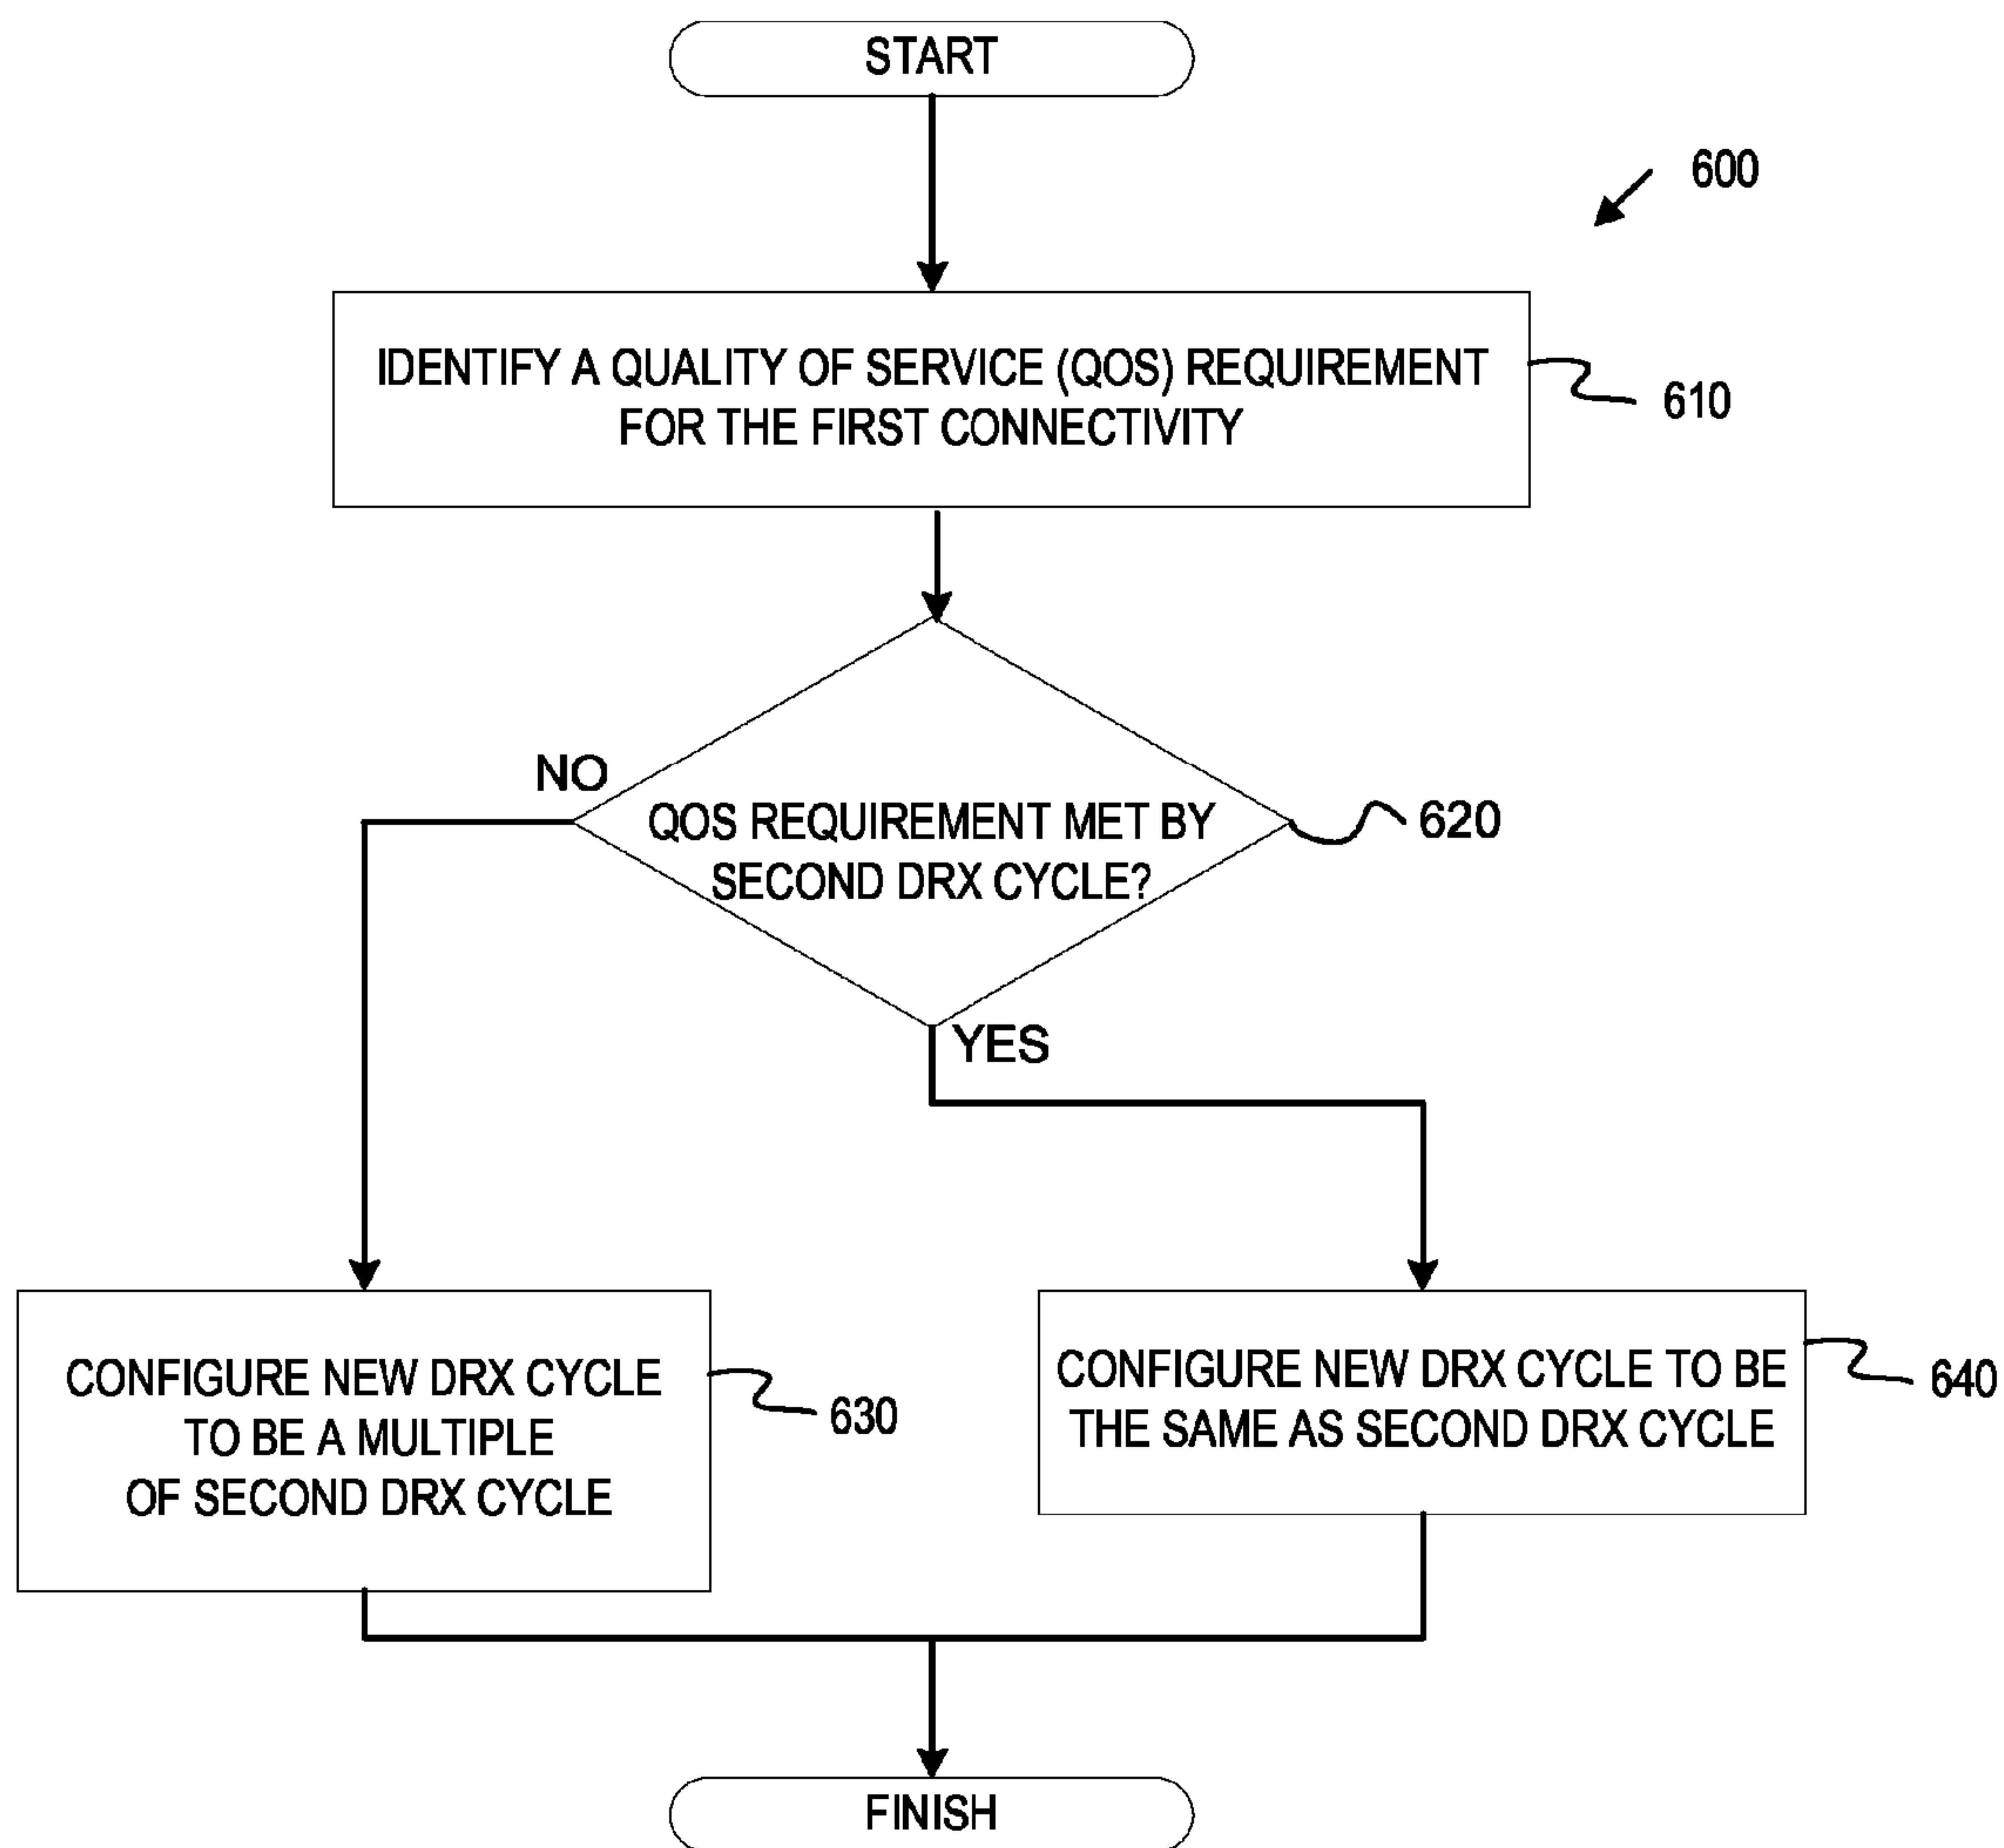 START
600
IDENTIFY A QUALITY OF SERVICE (QOS) REQUIREMENT
FOR THE FIRST CONNECTIVITY
610
NO
QOS REQUIREMENT MET BY
SECOND DRX CYCLE?
620
YES
CONFIGURE NEW DRX CYCLE
TO BE A MULTIPLE
OF SECOND DRX CYCLE
630
CONFIGURE NEW DRX CYCLE TO BE
THE SAME AS SECOND DRX CYCLE
640
FINISH